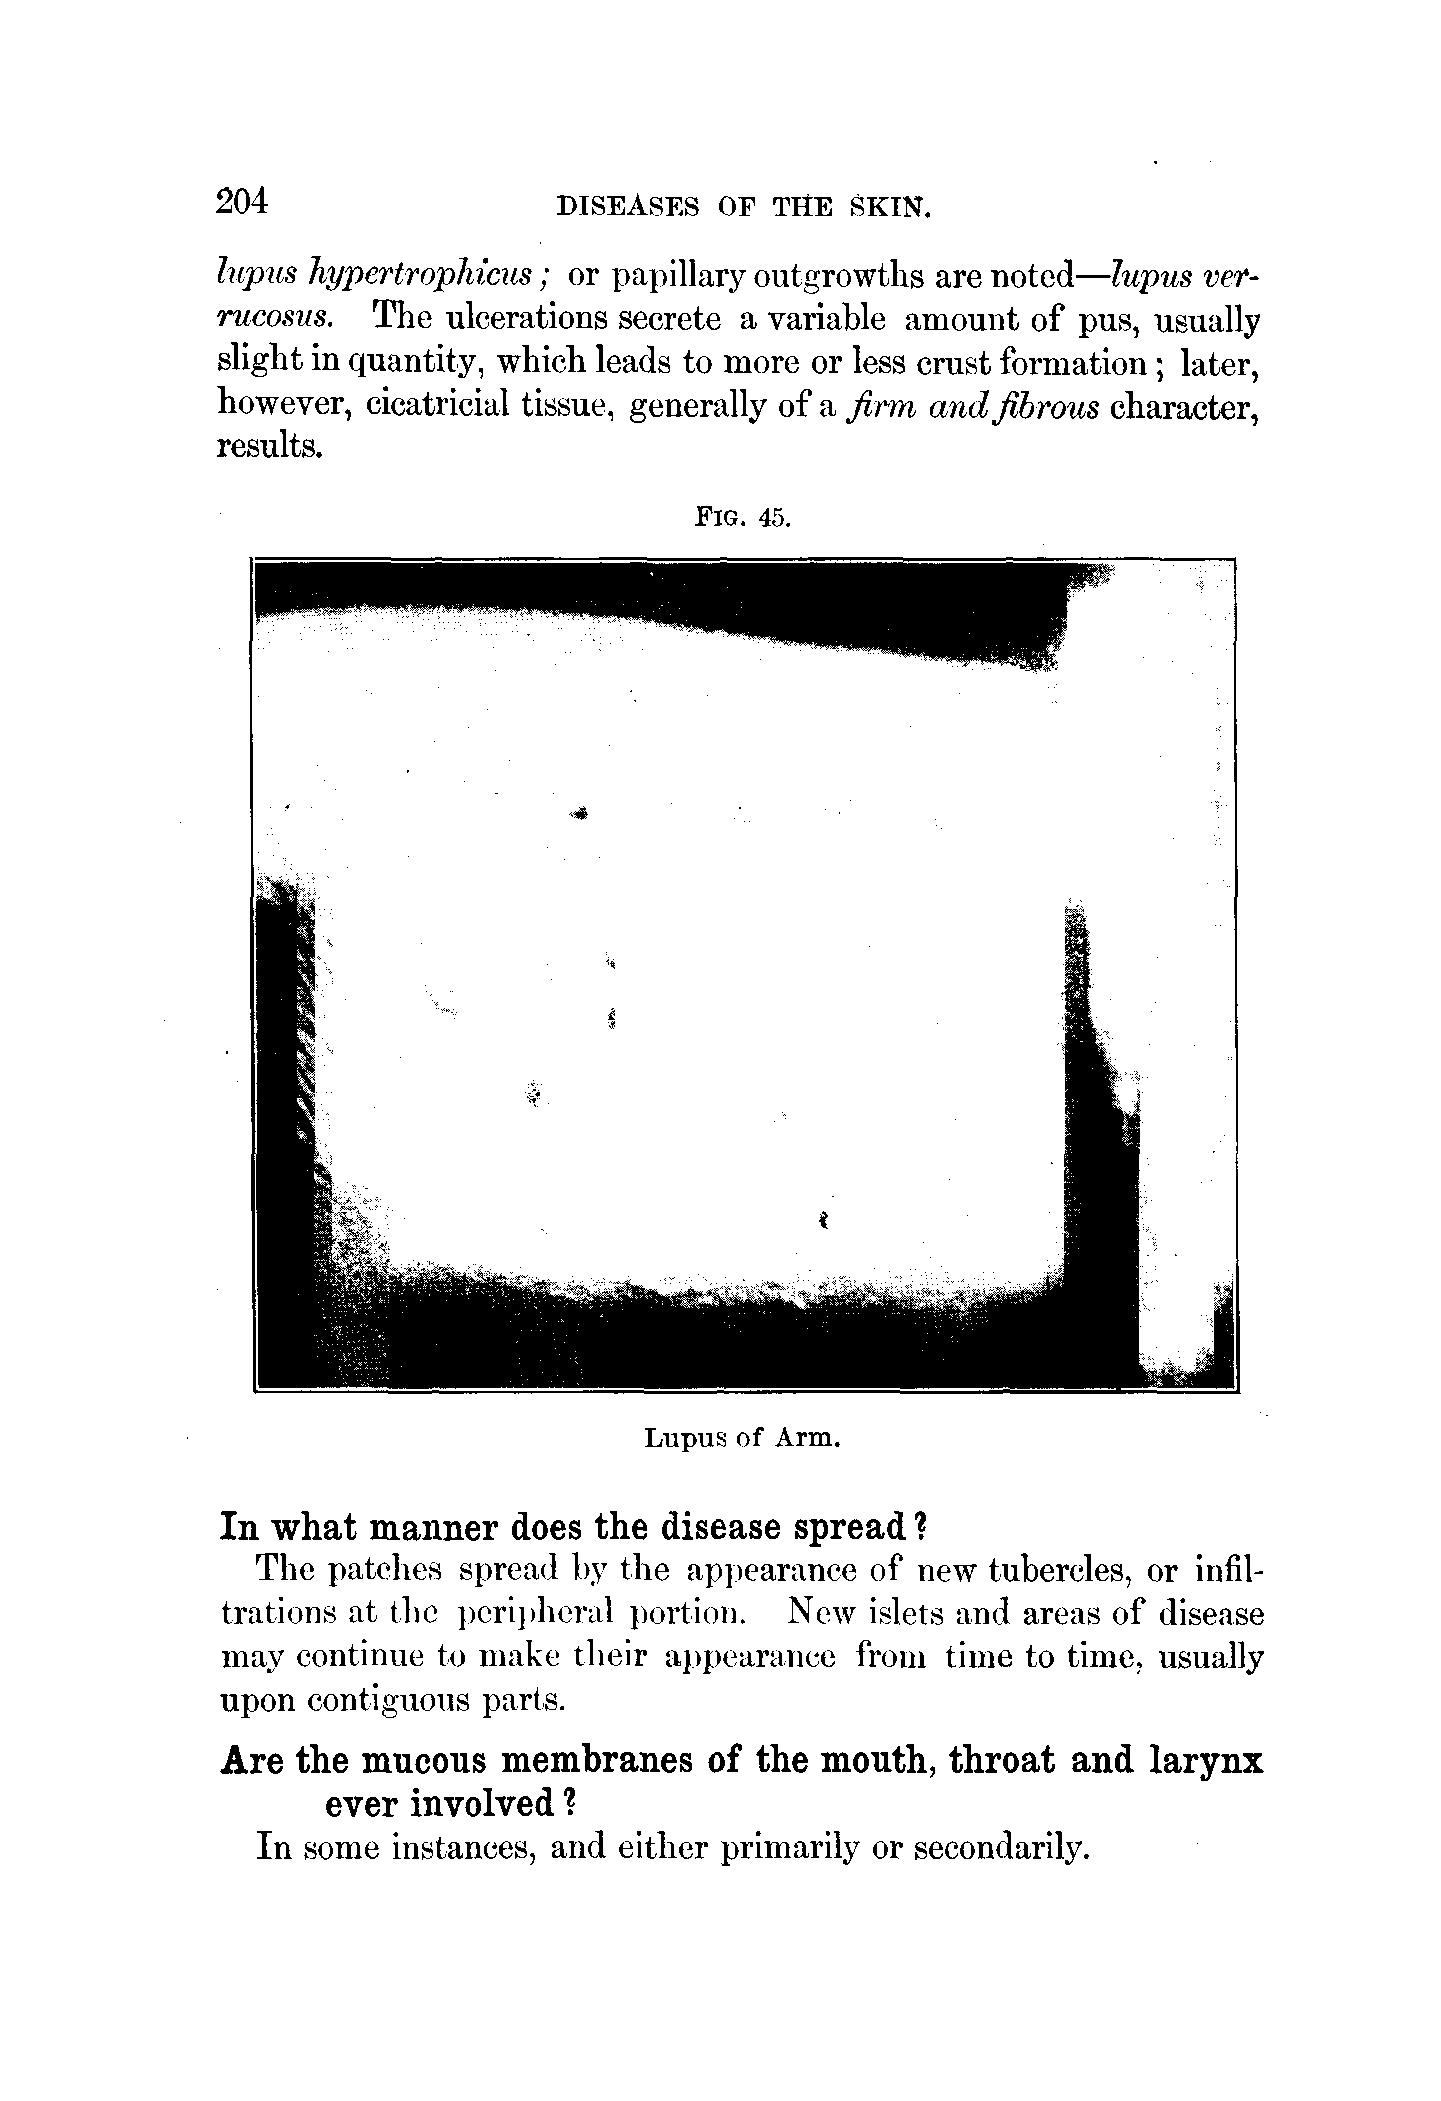 204 DISEASES OF THE SKIN.
lupus hypertrophicus; or papillary outgrowths are noted—lupus ver-
rucosus. The ulcerations secrete a variable amount of pus, usually
slight in quantity, which leads to more or less crust formation; later,
however, cicatricial tissue, generally of a firm and fibrous character,
results.
FIG. 45.
Lupus of Arm.
In what manner does the disease spread?
The patches spread by the appearance of new tubercles, or infil-
trations at the peripheral portion. New islets and areas of disease
may continue to make their appearance from time to time, usually
upon contiguous parts.
Are the mucous membranes of the mouth, throat and larynx
ever involved?
In some instances, and either primarily or secondarily.